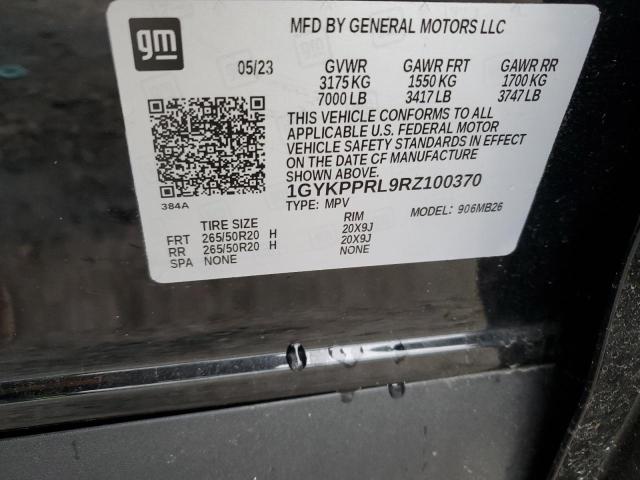 gm
MFD BY GENERAL MOTORS LLC
05/23 GVWR GAWR FRT GAWR RR
3175 KG 1550 KG 1700 KG
7000 LB 3417 LB 3747 LB
THIS VEHICLE CONFORMS TO ALL
APPLICABLE U.S. FEDERAL MOTOR
VEHICLE SAFETY STANDARDS IN EFFECT
ON THE DATE OF MANUFACTURE
SHOWN ABOVE.
1GYKPPRL9RZ100370
384A TYPE: MPV MODEL: 906MB26
TIRE SIZE RIM
FRT 265/50R20 H 20X9J
RR 265/50R20 H 20X9J
SPA NONE NONE